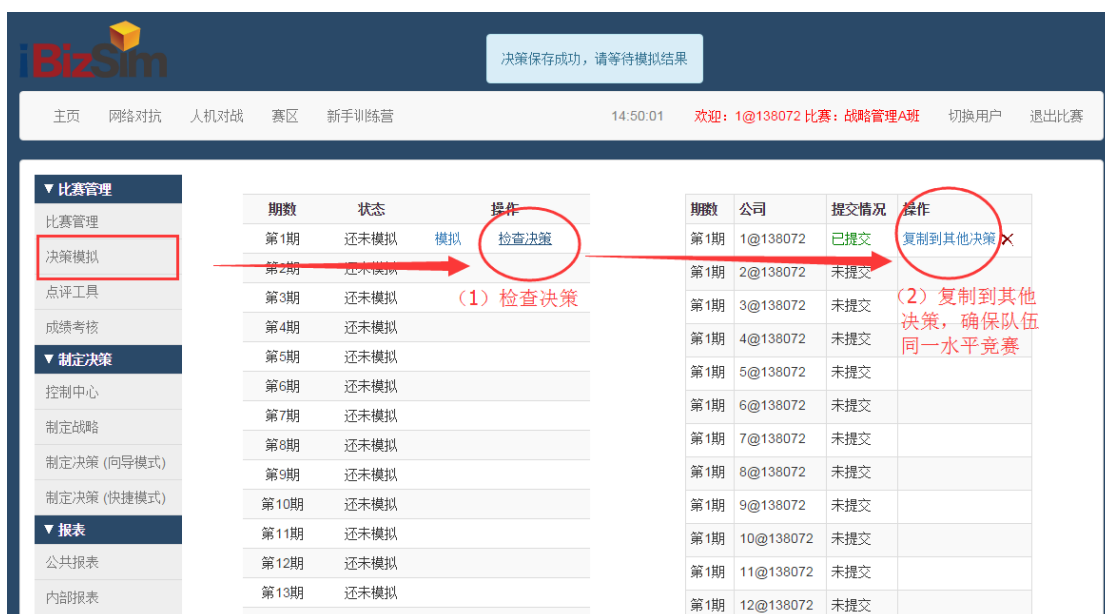 iBizSim
决策保存成功，请等待模拟结果
主页 网络对抗 人机对战 赛区 新手训练营 14:50:01 欢迎：1@138072 比赛：战略管理A班 切换用户 退出比赛
▼ 比赛管理
比赛管理
决策模拟
点评工具
成绩考核
▼ 制定决策
控制中心
制定战略
制定决策 (向导模式)
制定决策 (快捷模式)
▼ 报表
公共报表
内部报表
期数 状态 操作
第1期 还未模拟 模拟 检查决策
第2期 还未模拟
第3期 还未模拟
第4期 还未模拟
第5期 还未模拟
第6期 还未模拟
第7期 还未模拟
第8期 还未模拟
第9期 还未模拟
第10期 还未模拟
第11期 还未模拟
第12期 还未模拟
第13期 还未模拟
（1）检查决策
期数 公司 提交情况 操作
第1期 1@138072 已提交 复制到其他决策
第1期 2@138072 未提交
第1期 3@138072 未提交
第1期 4@138072 未提交
第1期 5@138072 未提交
第1期 6@138072 未提交
第1期 7@138072 未提交
第1期 8@138072 未提交
第1期 9@138072 未提交
第1期 10@138072 未提交
第1期 11@138072 未提交
第1期 12@138072 未提交
（2）复制到其他
决策，确保队伍
同一水平竞赛